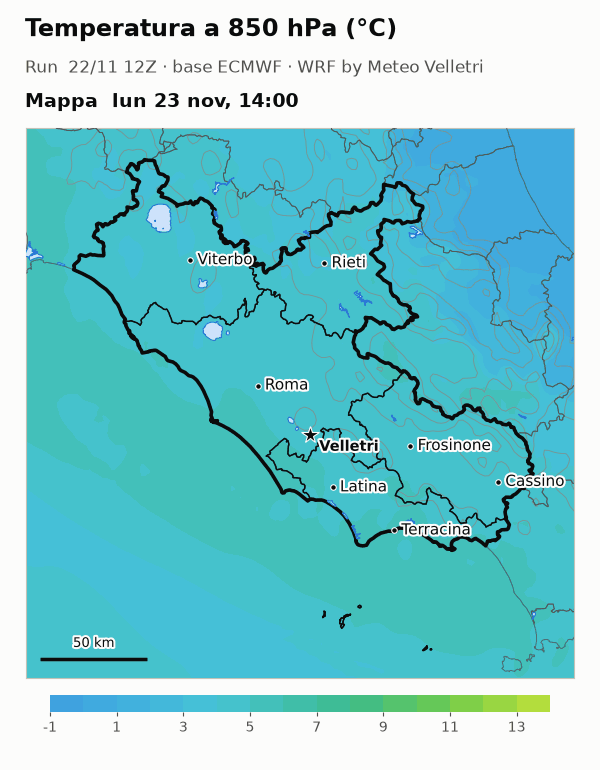 Temperatura a 850 hPa (°C)
Run 22/11 12Z · base ECMWF · WRF by Meteo Velletri
Mappa lun 23 nov, 14:00
Viterbo
Rieti
Roma
Velletri
Frosinone
Latina
Cassino
Terracina
50 km
-1 1 3 5 7 9 11 13